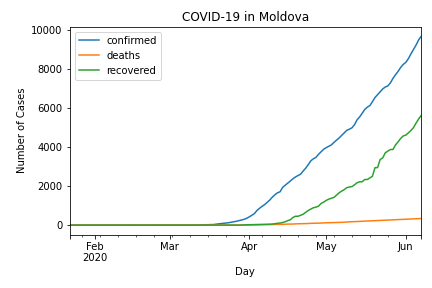 COVID-19 in Moldova
confirmed
deaths
recovered
Number of Cases
10000
8000
6000
4000
2000
0
Feb
2020
Mar
Apr
May
Jun
Day